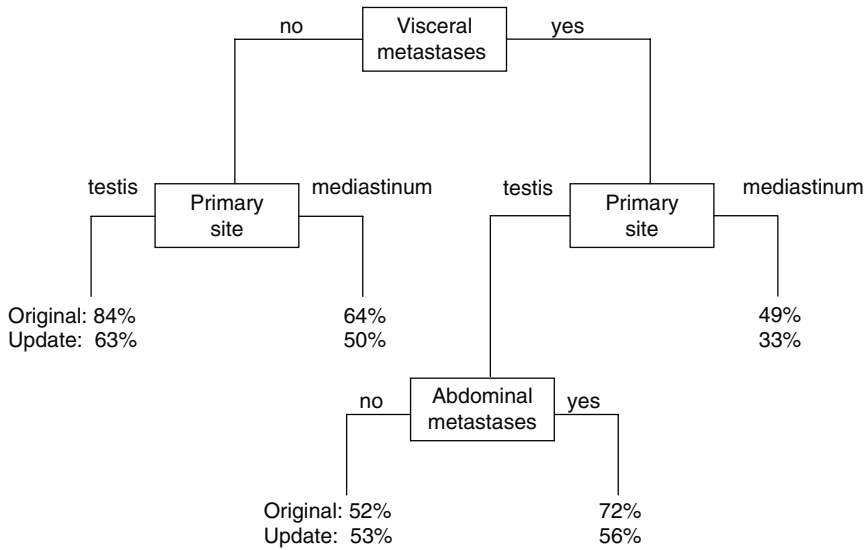 no
Visceral
metastases
yes
testis
Primary
site
mediastinum
testis
Primary
site
mediastinum
Original: 84%
Update: 63%
64%
50%
49%
33%
no
Abdominal
metastases
yes
Original: 52%
Update: 53%
72%
56%